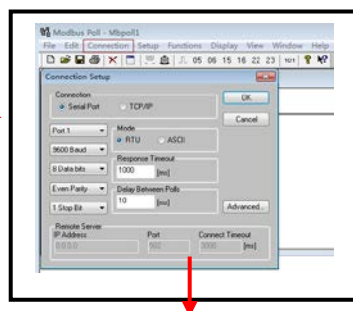 Modbus Poll - Mbpoll1
File Edit Connection Setup Functions Display View Window Help
05 06 15 16 22 23 101
Connection Setup
Connection
Serial Port TCP/IP
OK
Cancel
Port 1
Mode
RTU ASCII
9600 Baud
Response Timeout
8 Data bits
1000 [ms]
Even Parity
Delay Between Polls
1 Stop Bit
10 [ms]
Advanced...
Remote Server
IP Address Port Connect Timeout
0.0.0.0 502 3000 [ms]